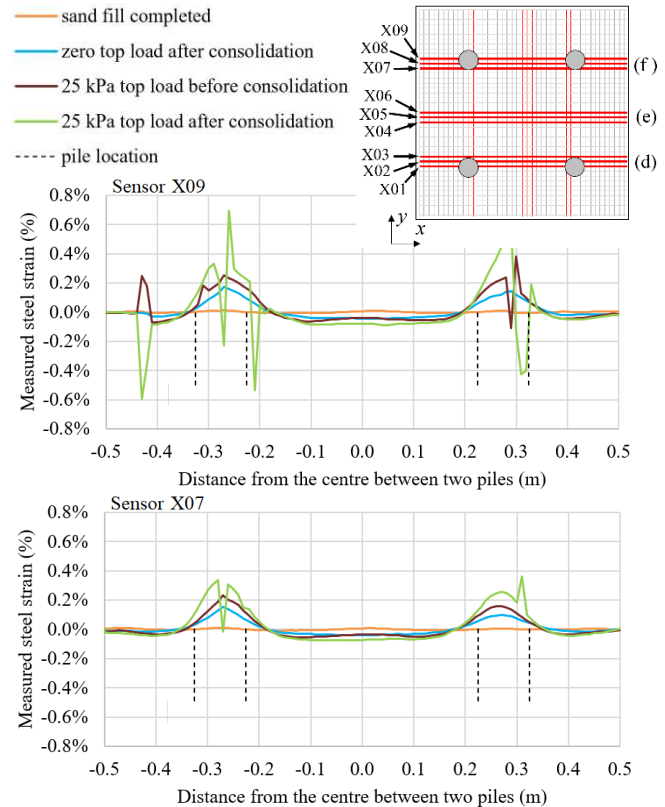 sand fill completed
zero top load after consolidation
25 kPa top load before consolidation
25 kPa top load after consolidation
pile location
X09
X08
X07
X06
X05
X04
X03
X02
X01
(f )
(e)
(d)
y
x
Sensor X09
Measured steel strain (%)
0.8%
0.6%
0.4%
0.2%
0.0%
-0.2%
-0.4%
-0.6%
-0.8%
-0.5 -0.4 -0.3 -0.2 -0.1 0.0 0.1 0.2 0.3 0.4 0.5
Distance from the centre between two piles (m)
Sensor X07
Measured steel strain (%)
0.8%
0.6%
0.4%
0.2%
0.0%
-0.2%
-0.4%
-0.6%
-0.8%
-0.5 -0.4 -0.3 -0.2 -0.1 0.0 0.1 0.2 0.3 0.4 0.5
Distance from the centre between two piles (m)